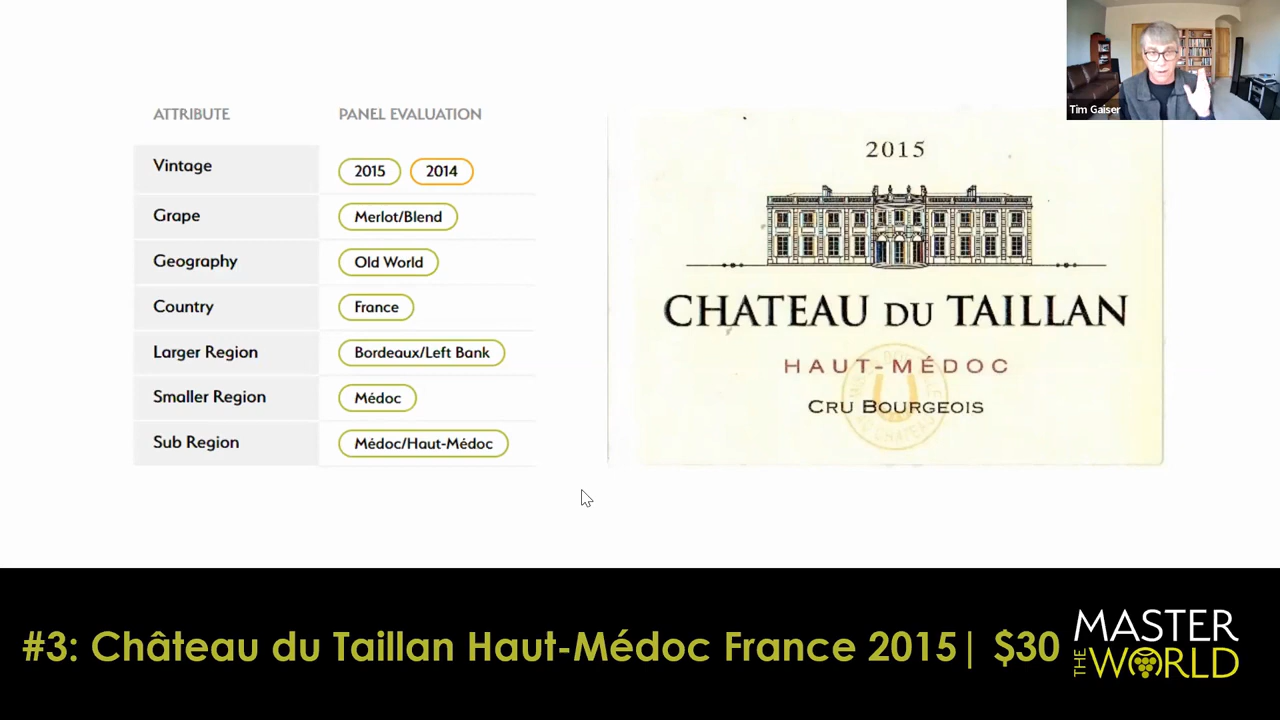 Tim Gaiser
ATTRIBUTE PANEL EVALUATION
Vintage 2015 2014
Grape Merlot/Blend
Geography Old World
Country France
Larger Region Bordeaux/Left Bank
Smaller Region Médoc
Sub Region Médoc/Haut-Médoc
2015
CHATEAU DU TAILLAN
HAUT-MÉDOC
CRU BOURGEOIS
#3: Château du Taillan Haut-Médoc France 2015| $30
MASTER
THE WORLD